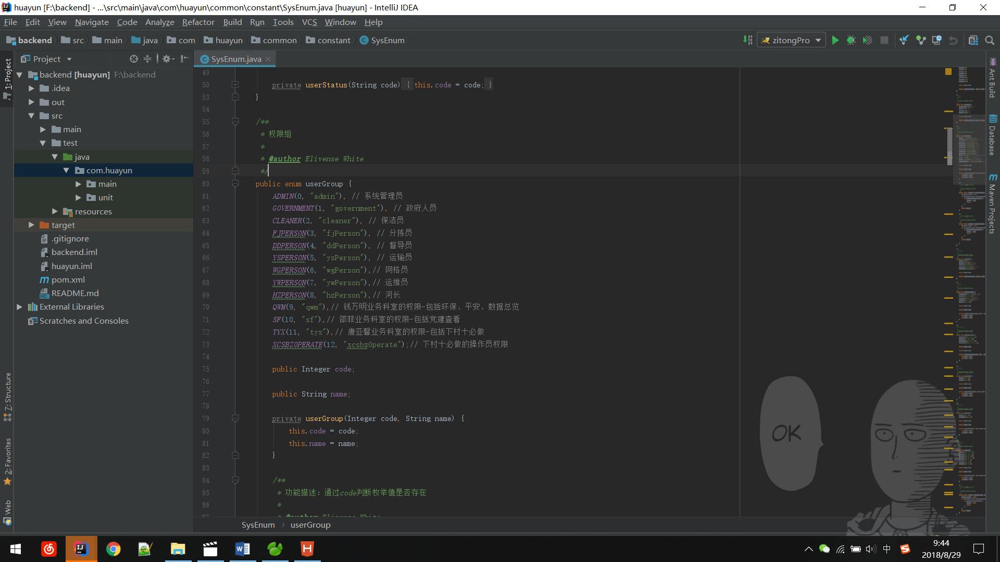 huayun [F:\backend] - ...\src\main\java\com\huayun\common\constant\SysEnum.java [huayun] - IntelliJ IDEA
File Edit View Navigate Code Analyze Refactor Build Run Tools VCS Window Help
backend src main java com huayun common constant SysEnum zitongPro
Project
SysEnum.java
1: Project
backend [huayun] F:\backend
.idea
out
src
main
test
java
com.huayun
main
unit
resources
target
.gitignore
backend.iml
huayun.iml
pom.xml
README.md
External Libraries
Scratches and Consoles
7: Structure
2: Favorites
Web
49
50 private userStatus(String code) { this.code = code; }
53 }
54
55 /**
56 * 权限组
57 *
58 * @author Elivense White
59 */
60 public enum userGroup {
61 ADMIN(0, "admin"), // 系统管理员
62 GOVERNMENT(1, "government"), // 政府人员
63 CLEANER(2, "cleaner"), // 保洁员
64 FJPERSON(3, "fjPerson"), // 分拣员
65 DDPERSON(4, "ddPerson"), // 督导员
66 YSPERSON(5, "ysPerson"), // 运输员
67 WGPERSON(6, "wgPerson"),// 网格员
68 YWPERSON(7, "ywPerson"),// 运维员
69 HZPERSON(8, "hzPerson"),// 河长
70 QWM(9, "qwm"),// 钱万明业务科室的权限-包括环保、平安、数据总览
71 SF(10, "sf"),// 邵菲业务科室的权限-包括党建查看
72 TYX(11, "tyx"),// 唐亚馨业务科室的权限-包括下村十必做
73 XCSBZOPERATE(12, "xcsbzOperate");// 下村十必做的操作员权限
74
75 public Integer code;
76
77 public String name;
78
79 private userGroup(Integer code, String name) {
80 this.code = code;
81 this.name = name;
82 }
83
84 /**
85 * 功能描述：通过code判断枚举值是否存在
86 *
87 * @author Elivense White
SysEnum › userGroup
Ant Build
Database
Maven Projects
OK
中
9:44
2018/8/29